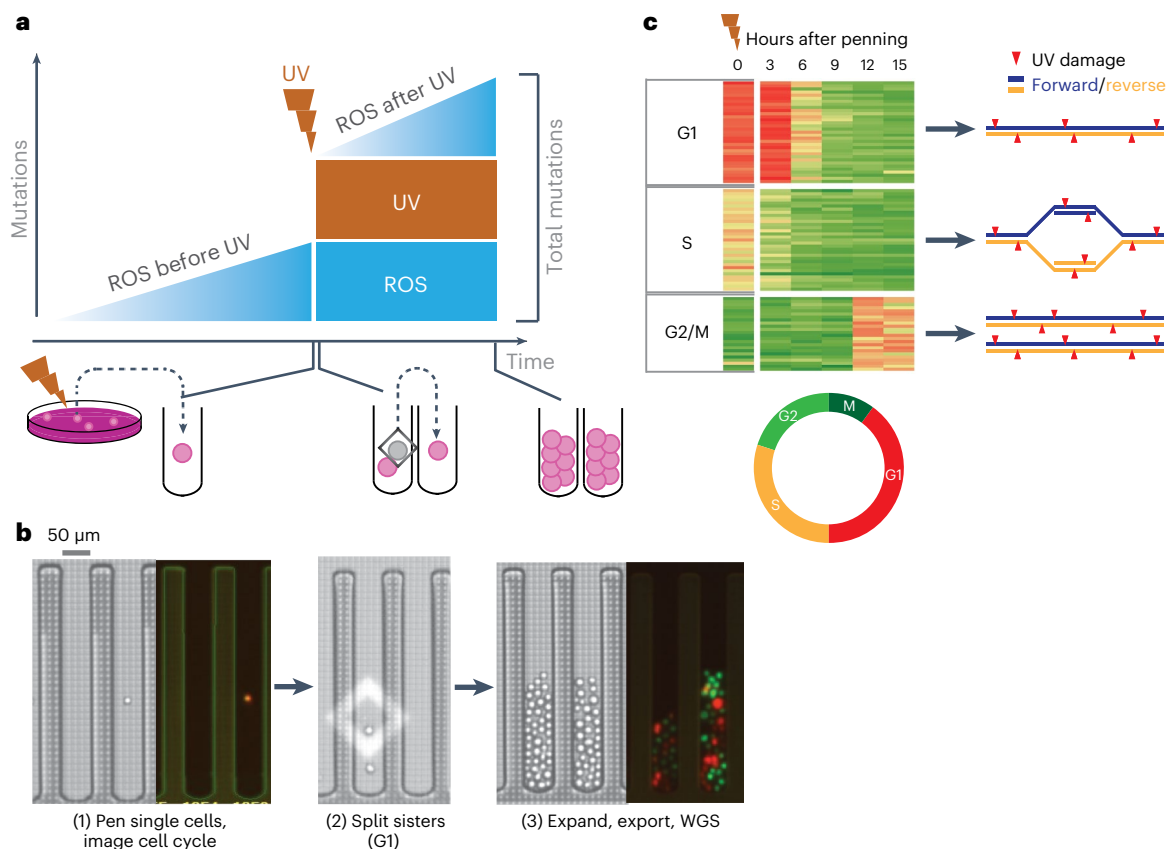 a
UV
ROS after UV
Mutations
ROS before UV
UV
ROS
Total mutations
Time
b
50 µm
(1) Pen single cells,
image cell cycle
(2) Split sisters
(G1)
(3) Expand, export, WGS
c
Hours after penning
0 3 6 9 12 15
G1
S
G2/M
UV damage
Forward/reverse
G2
M
S
G1